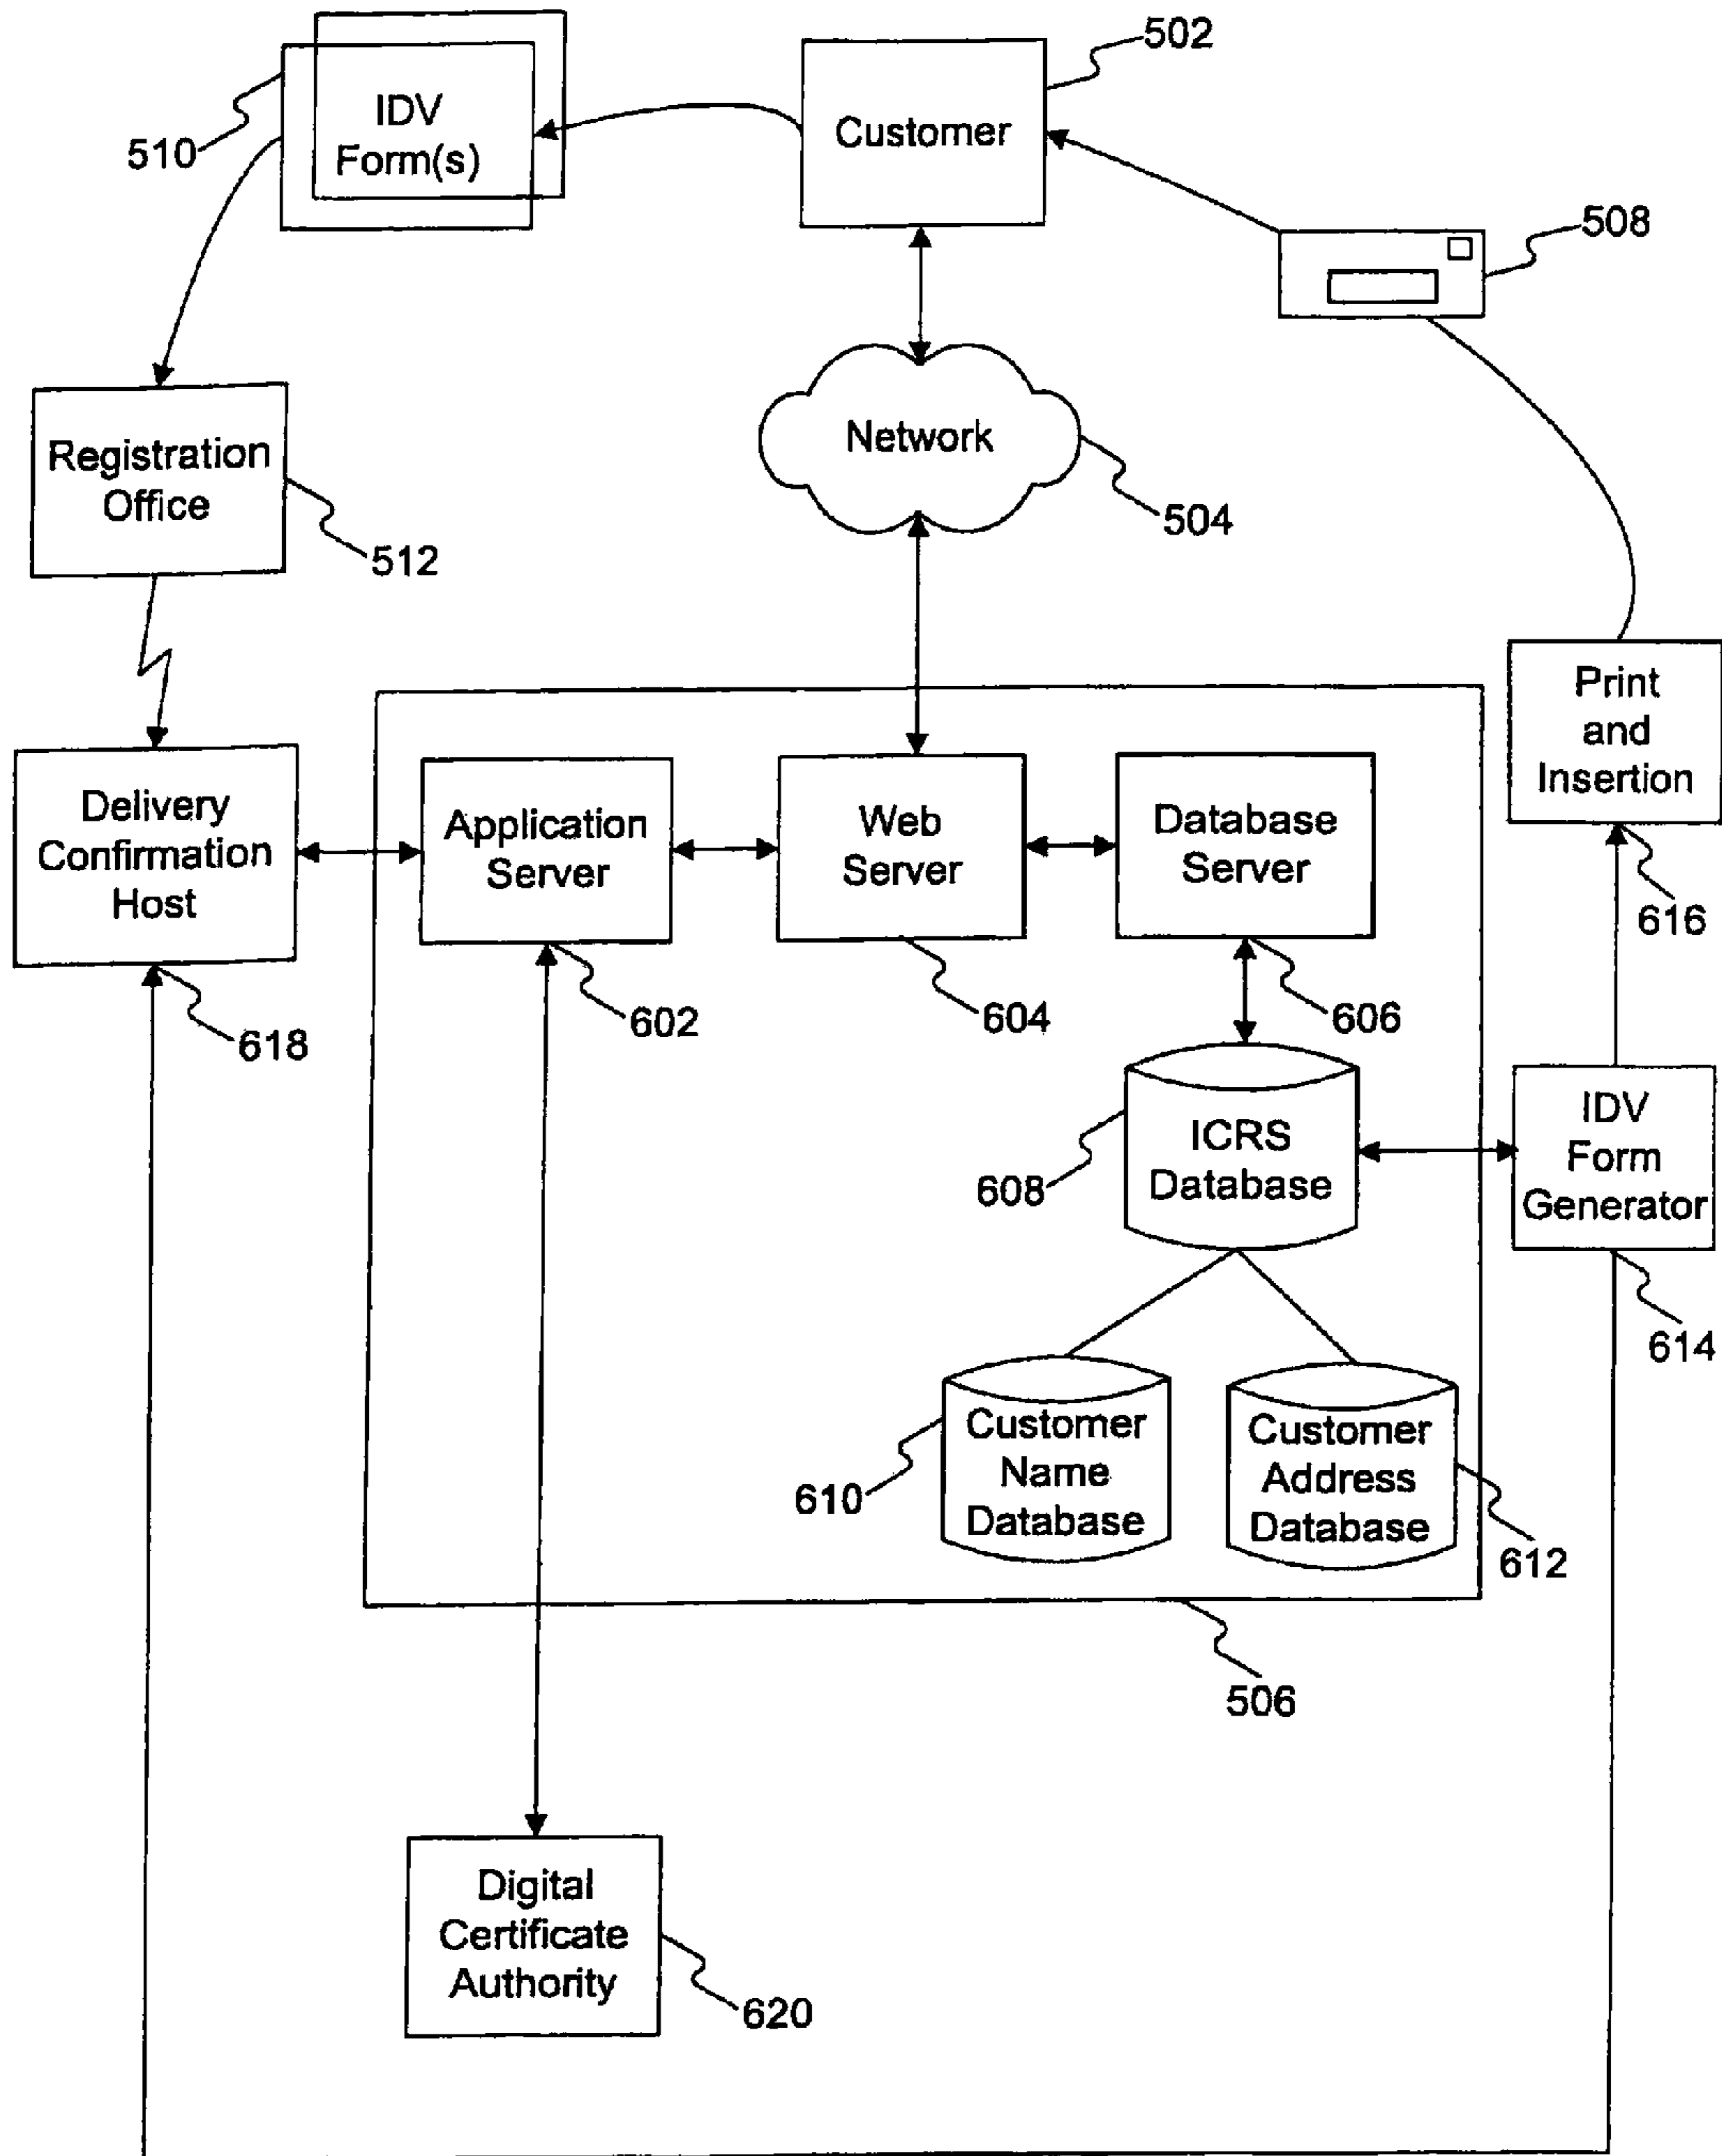 502
IDV
Form(s)
510
Customer
508
Network
504
Registration
Office
512
Print
and
Insertion
616
Delivery
Confirmation
Host
618
Application
Server
602
Web
Server
604
Database
Server
606
ICRS
Database
608
IDV
Form
Generator
614
Customer
Name
Database
610
Customer
Address
Database
612
506
Digital
Certificate
Authority
620